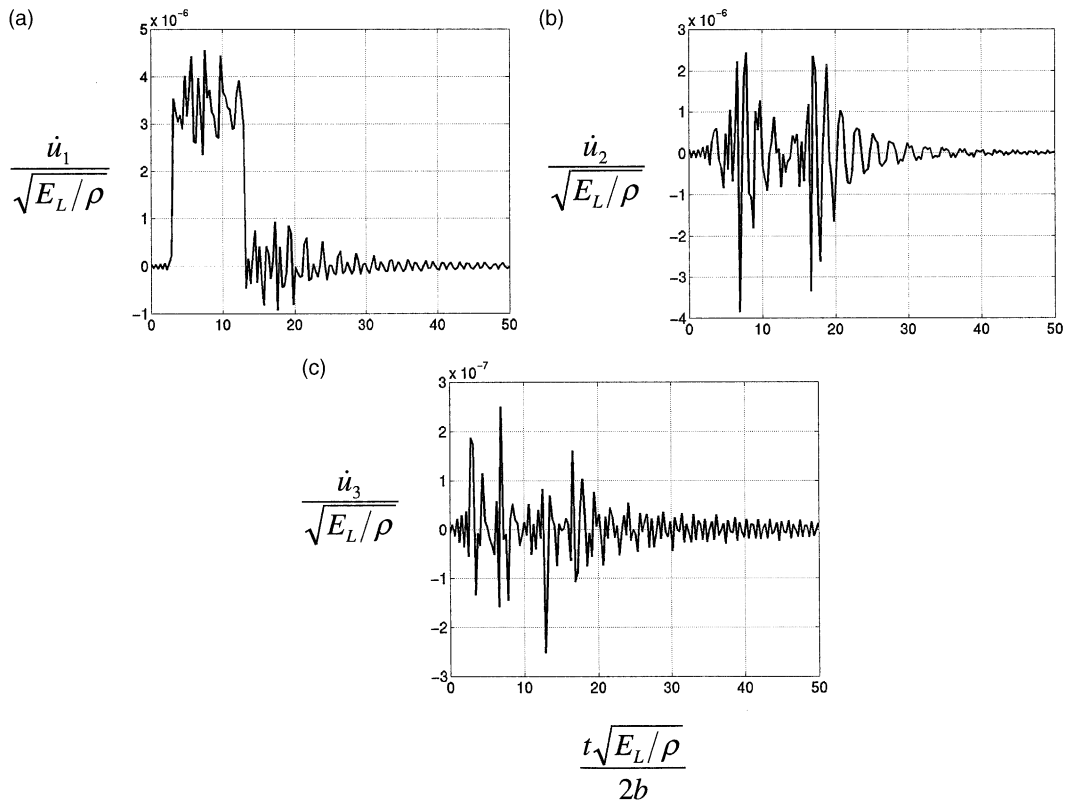 (a)
5 x 10⁻⁶
4
3
2
1
0
−1
0 10 20 30 40 50
u̇₁
√E_L/ρ
(b)
3 x 10⁻⁶
2
1
0
−1
−2
−3
−4
0 10 20 30 40 50
u̇₂
√E_L/ρ
(c)
3 x 10⁻⁷
2
1
0
−1
−2
−3
0 10 20 30 40 50
u̇₃
√E_L/ρ
t√E_L/ρ
2b